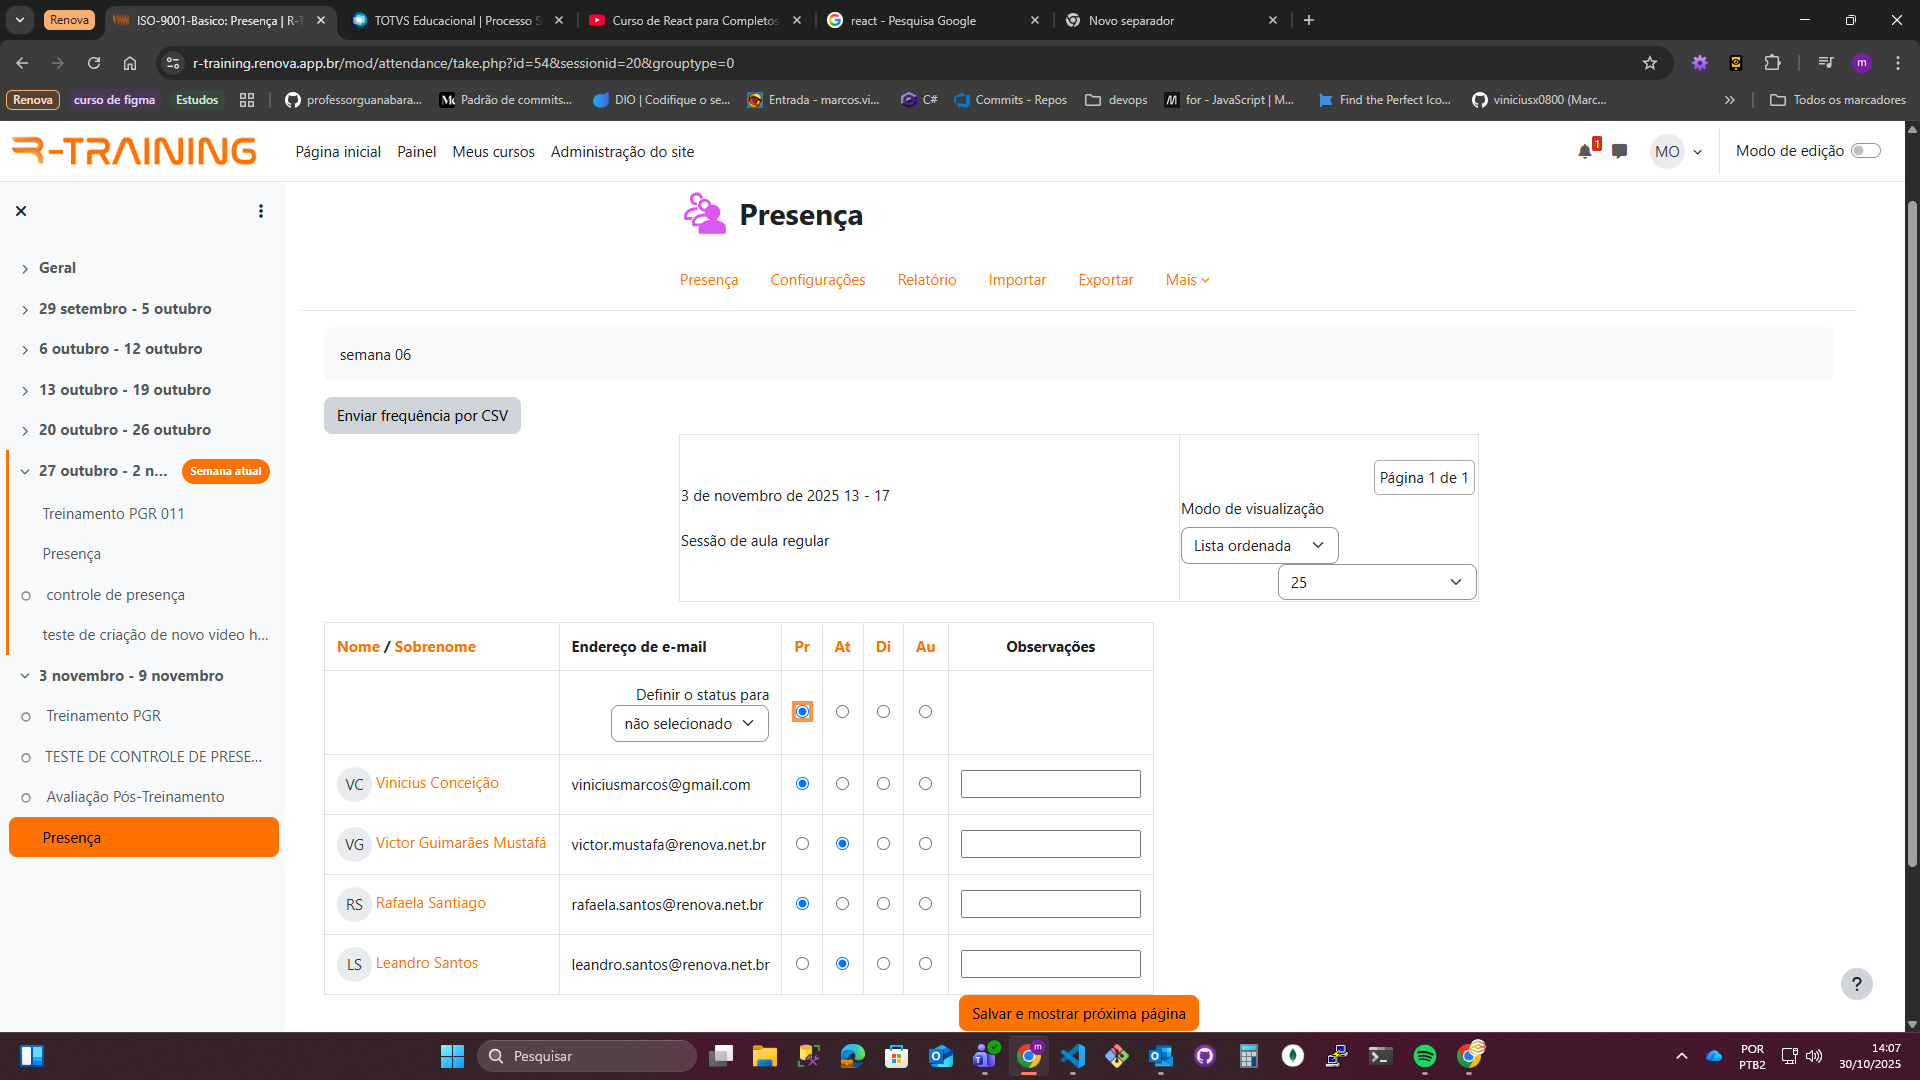 Renova
ISO-9001-Basico: Presença | R-T
TOTVS Educacional | Processo S
Curso de React para Completos
react - Pesquisa Google
Novo separador
r-training.renova.app.br/mod/attendance/take.php?id=54&sessionid=20&grouptype=0
m
Renova
curso de figma
Estudos
professorguanabara...
Padrão de commits...
DIO | Codifique o se...
Entrada - marcos.vi...
C#
Commits - Repos
devops
for - JavaScript | M...
Find the Perfect Ico...
viniciusx0800 (Marc...
Todos os marcadores
R-TRAINING
Página inicial
Painel
Meus cursos
Administração do site
1
MO
Modo de edição
Geral
29 setembro - 5 outubro
6 outubro - 12 outubro
13 outubro - 19 outubro
20 outubro - 26 outubro
27 outubro - 2 n...
Semana atual
Treinamento PGR 011
Presença
controle de presença
teste de criação de novo video h...
3 novembro - 9 novembro
Treinamento PGR
TESTE DE CONTROLE DE PRESE...
Avaliação Pós-Treinamento
Presença
Presença
Presença
Configurações
Relatório
Importar
Exportar
Mais
semana 06
Enviar frequência por CSV
3 de novembro de 2025 13 - 17
Sessão de aula regular
Página 1 de 1
Modo de visualização
Lista ordenada
25
Nome / Sobrenome
Endereço de e-mail
Pr
At
Di
Au
Observações
Definir o status para
não selecionado
VC
Vinicius Conceição
viniciusmarcos@gmail.com
VG
Victor Guimarães Mustafá
victor.mustafa@renova.net.br
RS
Rafaela Santiago
rafaela.santos@renova.net.br
LS
Leandro Santos
leandro.santos@renova.net.br
Salvar e mostrar próxima página
?
Pesquisar
POR
PTB2
14:07
30/10/2025